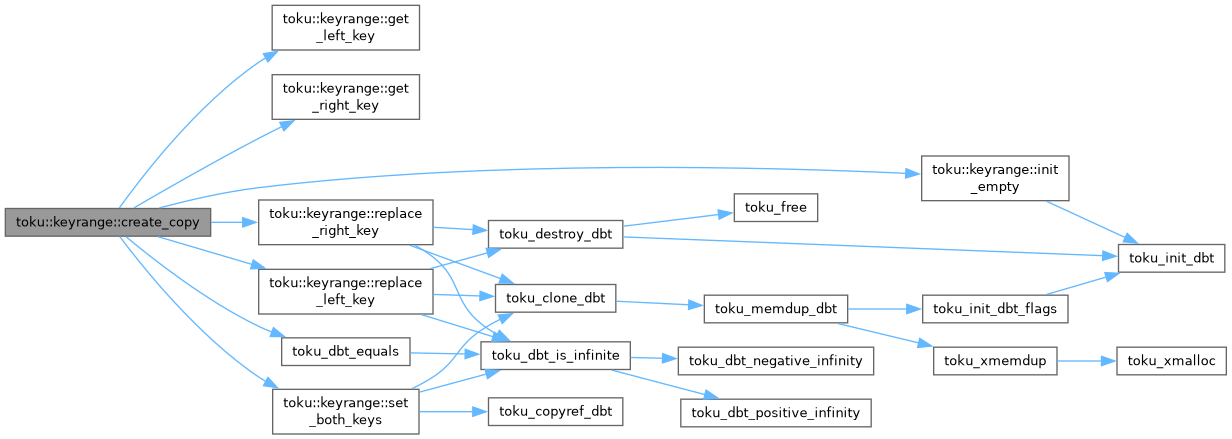 toku::keyrange::get
_left_key
toku::keyrange::get
_right_key
toku::keyrange::init
_empty
toku_free
toku::keyrange::create_copy
toku::keyrange::replace
_right_key
toku_destroy_dbt
toku_init_dbt
toku::keyrange::replace
_left_key
toku_clone_dbt
toku_memdup_dbt
toku_init_dbt_flags
toku_dbt_equals
toku_dbt_is_infinite
toku_dbt_negative_infinity
toku_xmemdup
toku_xmalloc
toku::keyrange::set
_both_keys
toku_copyref_dbt
toku_dbt_positive_infinity